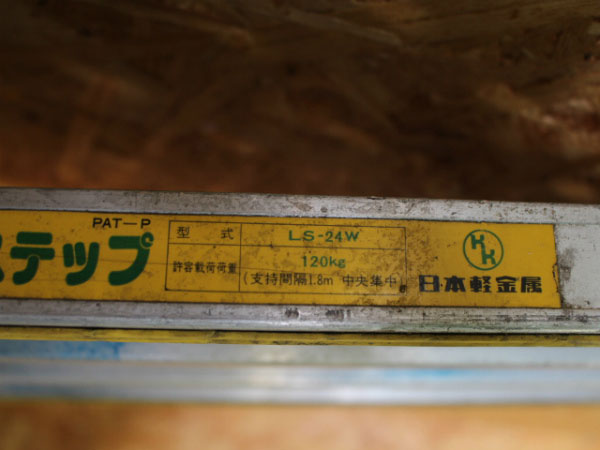 ステップ
PAT-P
型式 LS-24W
許容載荷荷重 120kg
(支持間隔1.8m 中央集中)
KK
日本軽金属